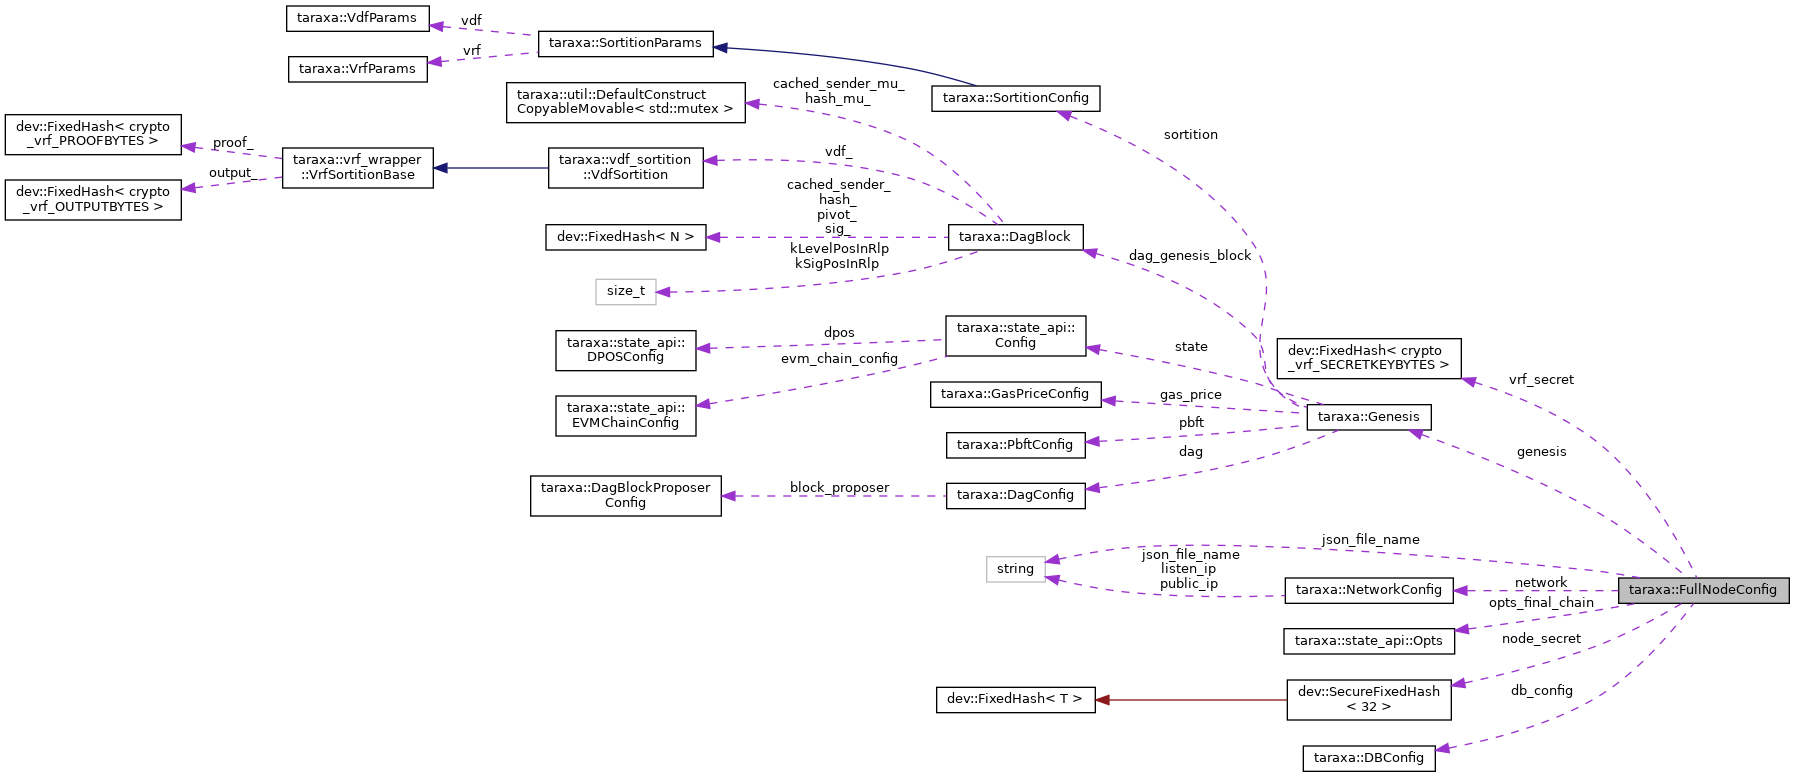 taraxa::VdfParams
vdf
taraxa::SortitionParams
vrf
taraxa::VrfParams
taraxa::util::DefaultConstruct
CopyableMovable< std::mutex >
cached_sender_mu_
hash_mu_
taraxa::SortitionConfig
sortition
dev::FixedHash< crypto
_vrf_PROOFBYTES >
proof_
taraxa::vrf_wrapper
::VrfSortitionBase
taraxa::vdf_sortition
::VdfSortition
vdf_
output_
dev::FixedHash< crypto
_vrf_OUTPUTBYTES >
cached_sender_
hash_
pivot_
sig_
dev::FixedHash< N >
taraxa::DagBlock
kLevelPosInRlp
kSigPosInRlp
size_t
dag_genesis_block
taraxa::state_api::
DPOSConfig
dpos
taraxa::state_api::
Config
state
evm_chain_config
taraxa::state_api::
EVMChainConfig
dev::FixedHash< crypto
_vrf_SECRETKEYBYTES >
vrf_secret
taraxa::GasPriceConfig
gas_price
taraxa::Genesis
pbft
taraxa::PbftConfig
dag
genesis
taraxa::DagBlockProposer
Config
block_proposer
taraxa::DagConfig
json_file_name
string
json_file_name
listen_ip
public_ip
taraxa::NetworkConfig
network
taraxa::FullNodeConfig
opts_final_chain
taraxa::state_api::Opts
node_secret
dev::FixedHash< T >
dev::SecureFixedHash
< 32 >
db_config
taraxa::DBConfig